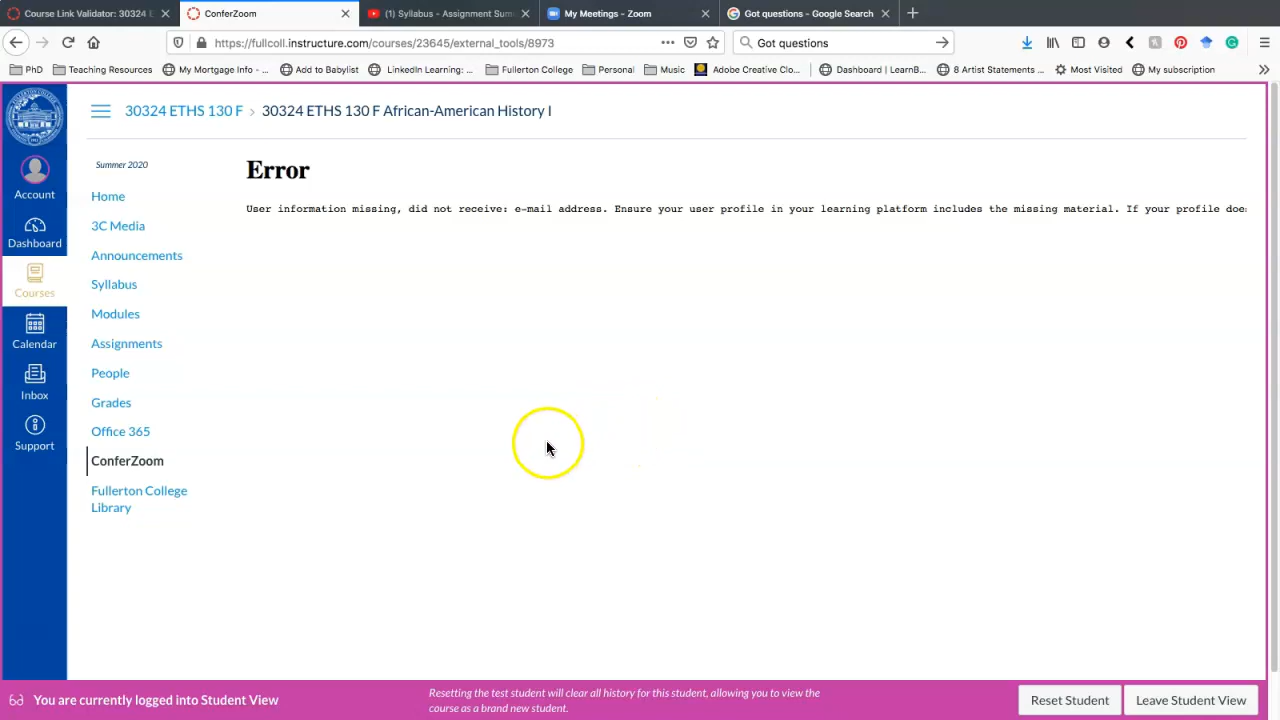 Course Link Validator: 30324 E
ConferZoom
(1) Syllabus - Assignment Sum
My Meetings - Zoom
Got questions - Google Search
https://fullcoll.instructure.com/courses/23645/external_tools/8973
Got questions
PhD
Teaching Resources
My Mortgage Info - ...
Add to Babylist
LinkedIn Learning: ...
Fullerton College
Personal
Music
Adobe Creative Clo...
Dashboard | LearnB...
8 Artist Statements ...
Most Visited
My subscription
30324 ETHS 130 F > 30324 ETHS 130 F African-American History I
Account
Dashboard
Courses
Calendar
Inbox
Support
Summer 2020
Home
3C Media
Announcements
Syllabus
Modules
Assignments
People
Grades
Office 365
ConferZoom
Fullerton College
Library
Error
User information missing, did not receive: e-mail address. Ensure your user profile in your learning platform includes the missing material. If your profile doe
You are currently logged into Student View
Resetting the test student will clear all history for this student, allowing you to view the
course as a brand new student.
Reset Student
Leave Student View